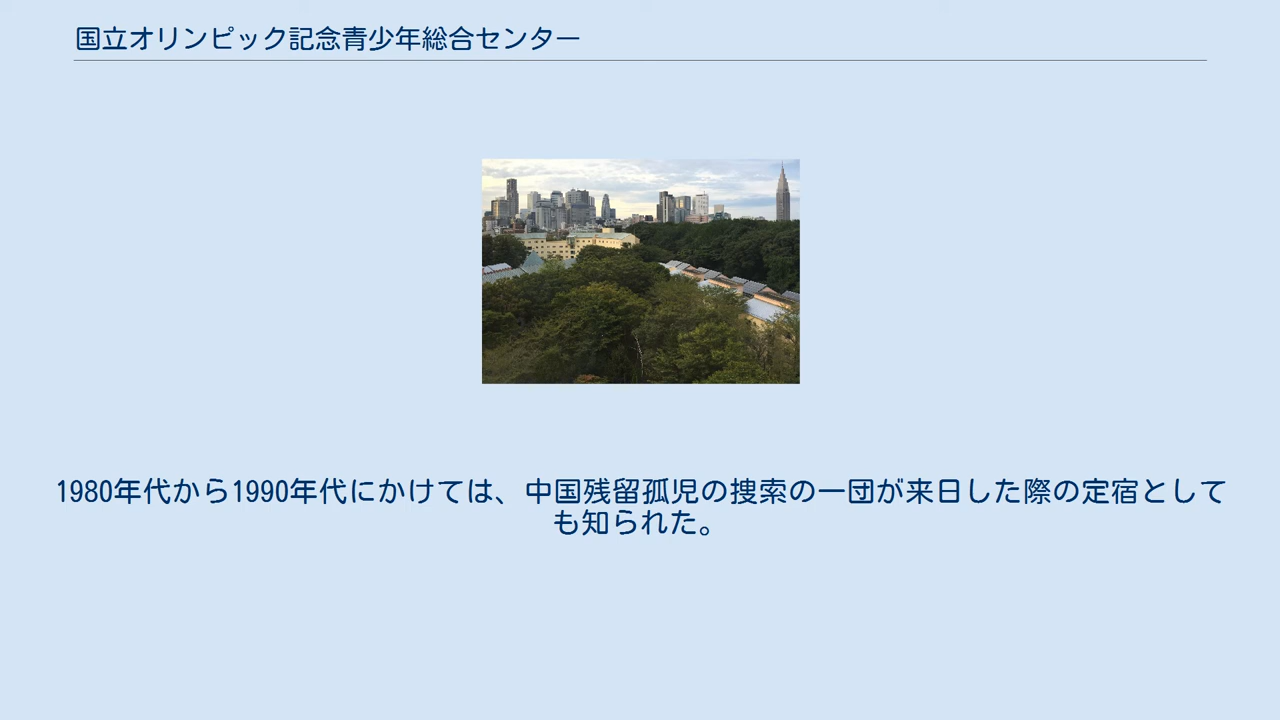 国立オリンピック記念青少年総合センター
1980年代から1990年代にかけては、中国残留孤児の捜索の一団が来日した際の定宿として
も知られた。